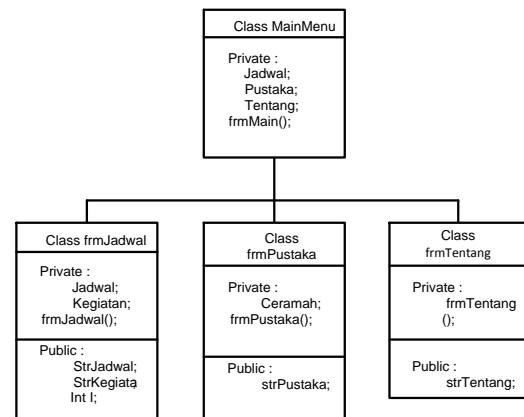 Class MainMenu
Private :
Jadwal;
Pustaka;
Tentang;
frmMain();
Class frmJadwal
Private :
Jadwal;
Kegiatan;
frmJadwal();
Public :
StrJadwal;
StrKegiata
Int I;
Class
frmPustaka
Private :
Ceramah;
frmPustaka();
Public :
strPustaka;
Class
frmTentang
Private :
frmTentang
();
Public :
strTentang;